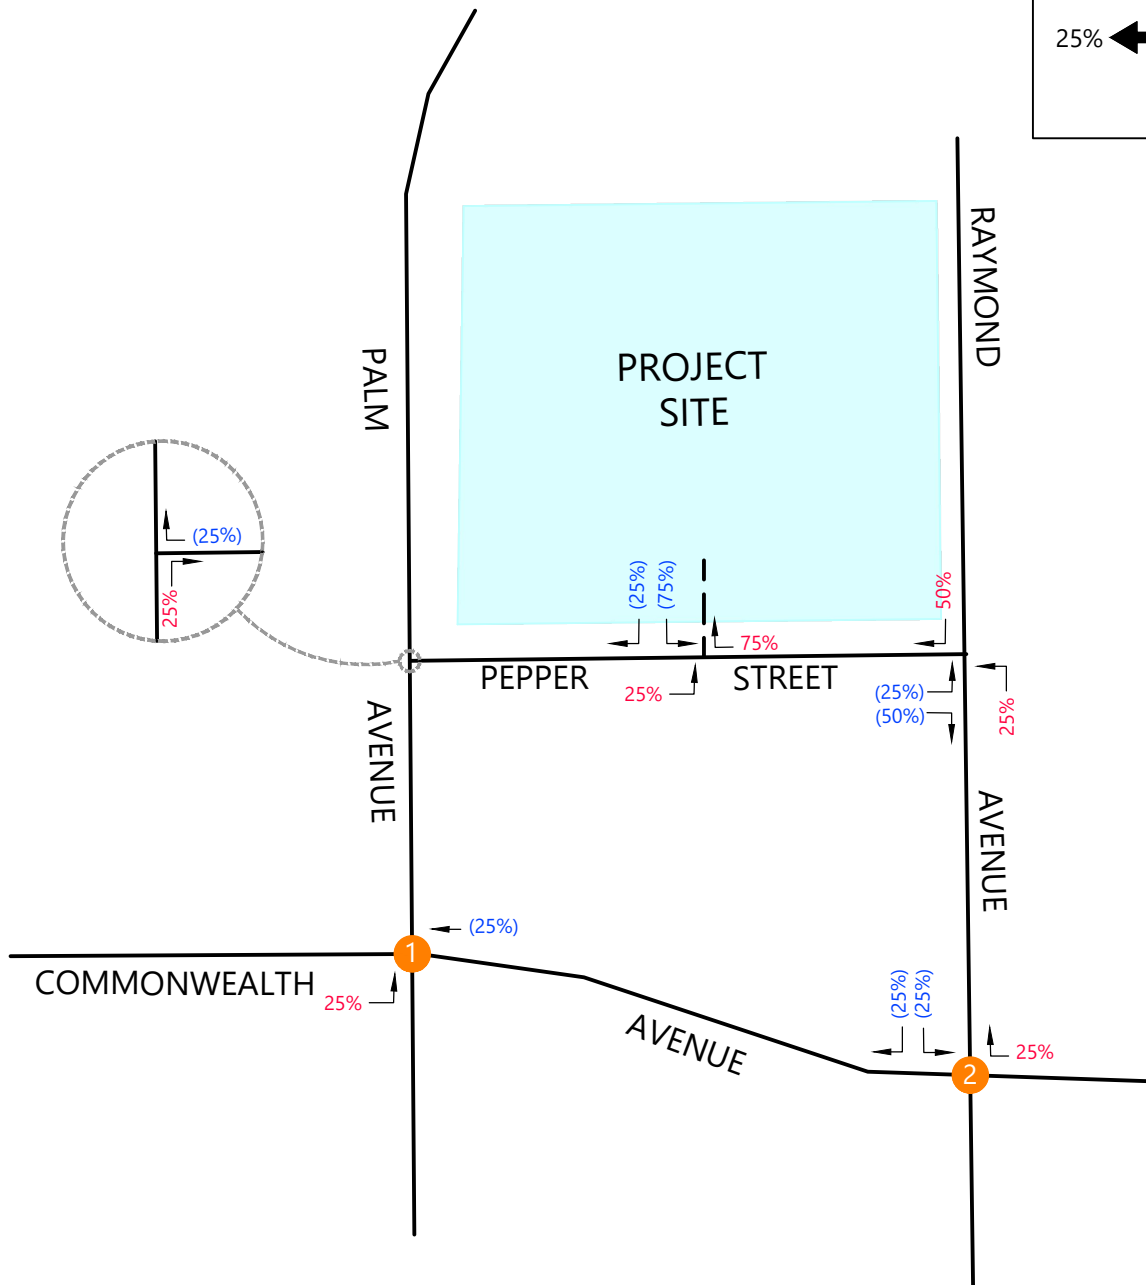 25%
RAYMOND
PALM
PROJECT
SITE
(25%)
25%
(25%)
(75%)
50%
75%
PEPPER
STREET
25%
(25%)
(50%)
25%
AVENUE
AVENUE
(25%)
1
COMMONWEALTH
25%
AVENUE
(25%)
(25%)
25%
2